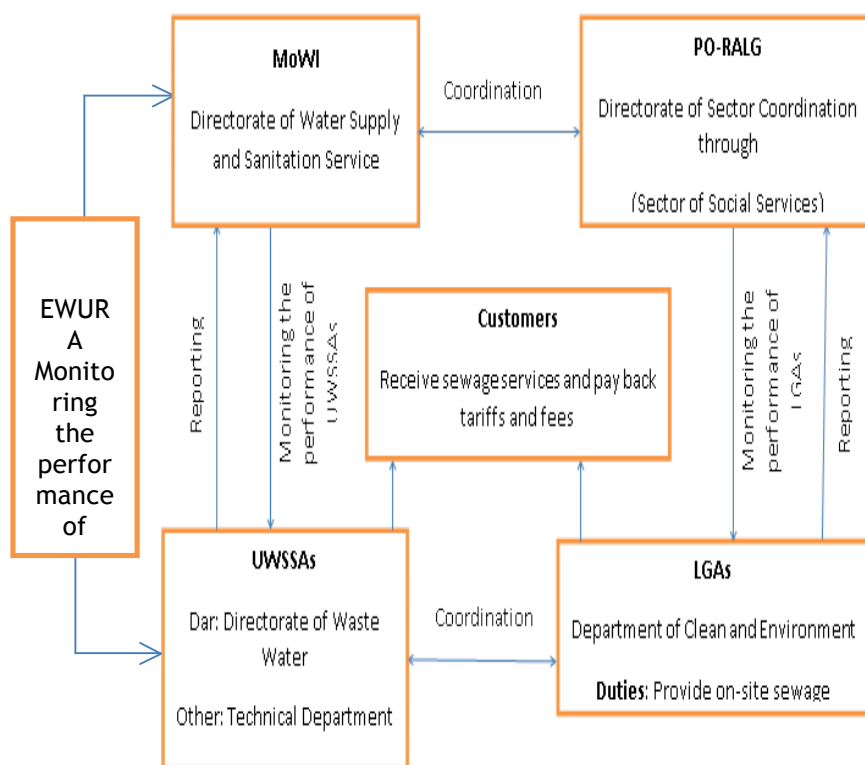 MoWI
Directorate of Water Supply
and Sanitation Service
Coordination
PO-RALG
Directorate of Sector Coordination
through
(Sector of Social Services)
EWUR
A
Monito
ring
the
perfor
mance
of
Reporting
Monitoring the
performance of
UWSSAs
Customers
Receive sewage services and pay back
tariffs and fees
Monitoring the
performance of
LGAs
Reporting
UWSSAs
Dar: Directorate of Waste
Water
Other: Technical Department
Coordination
LGAs
Department of Clean and Environment
Duties: Provide on-site sewage